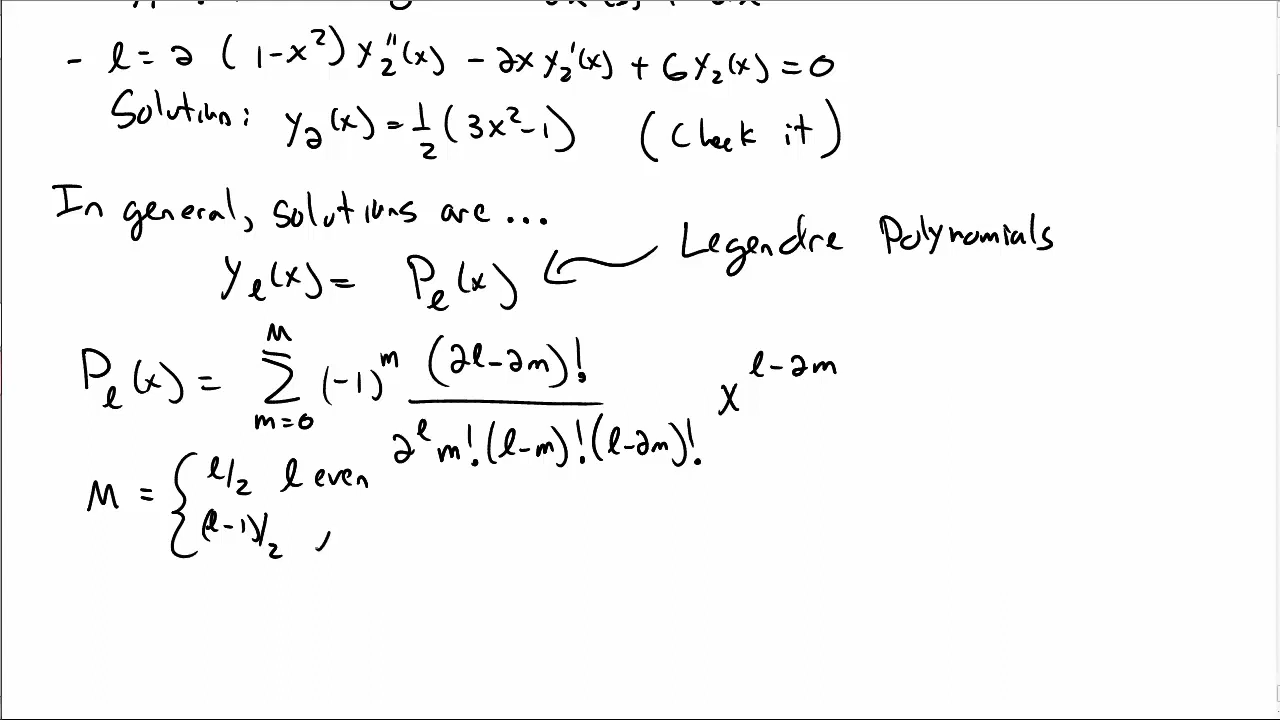 - l = 2 (1-x²) y₂''(x) - 2x y₂'(x) + 6y₂(x) = 0
Solution: y₂(x) = 1/2 (3x²-1) (Check it)
In general, solutions are ...
y_l(x) = P_l(x) ← Legendre Polynomials
P_l(x) = Σ_{m=0}^{M} (-1)^m (2l-2m)! / 2^l m! (l-m)! (l-2m)! x^{l-2m}
M = { l/2 l even
(l-1)/2